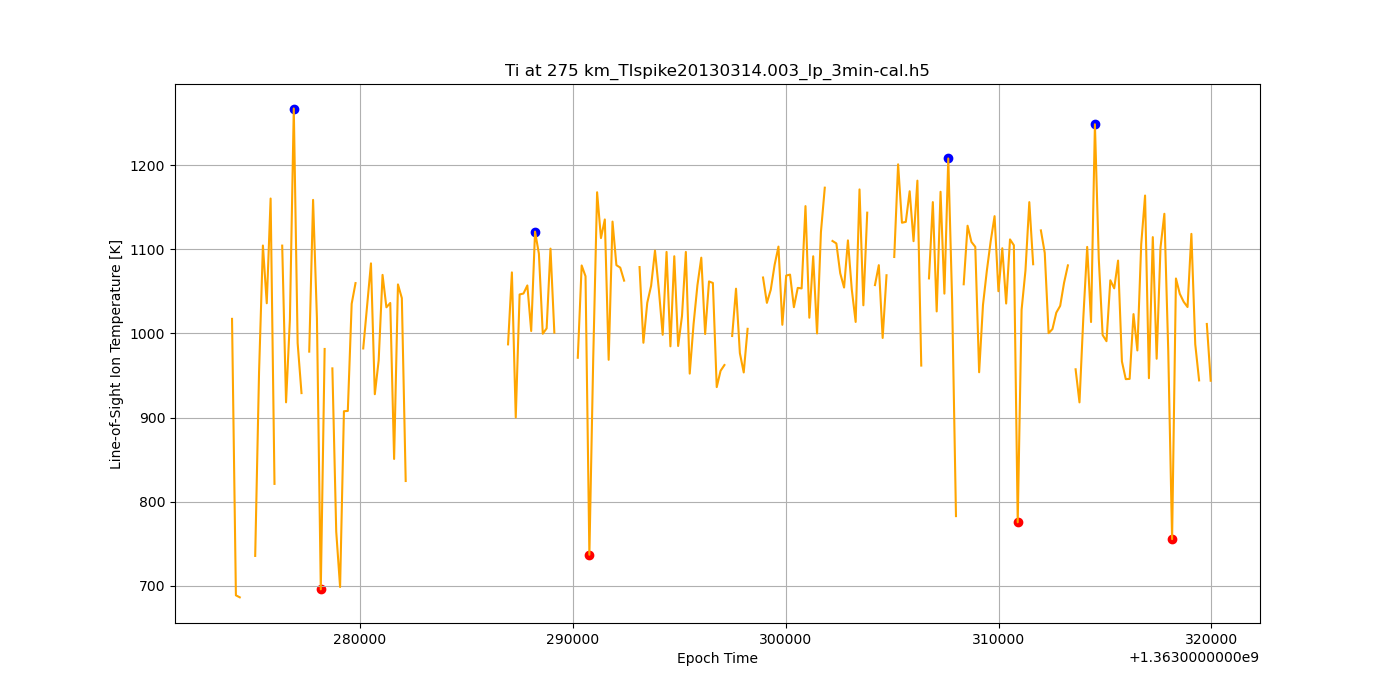 Ti at 275 km_TIspike20130314.003_lp_3min-cal.h5
Line-of-Sight Ion Temperature [K]
1200
1100
1000
900
800
700
280000
290000
300000
310000
320000
Epoch Time
+1.3630000000e9